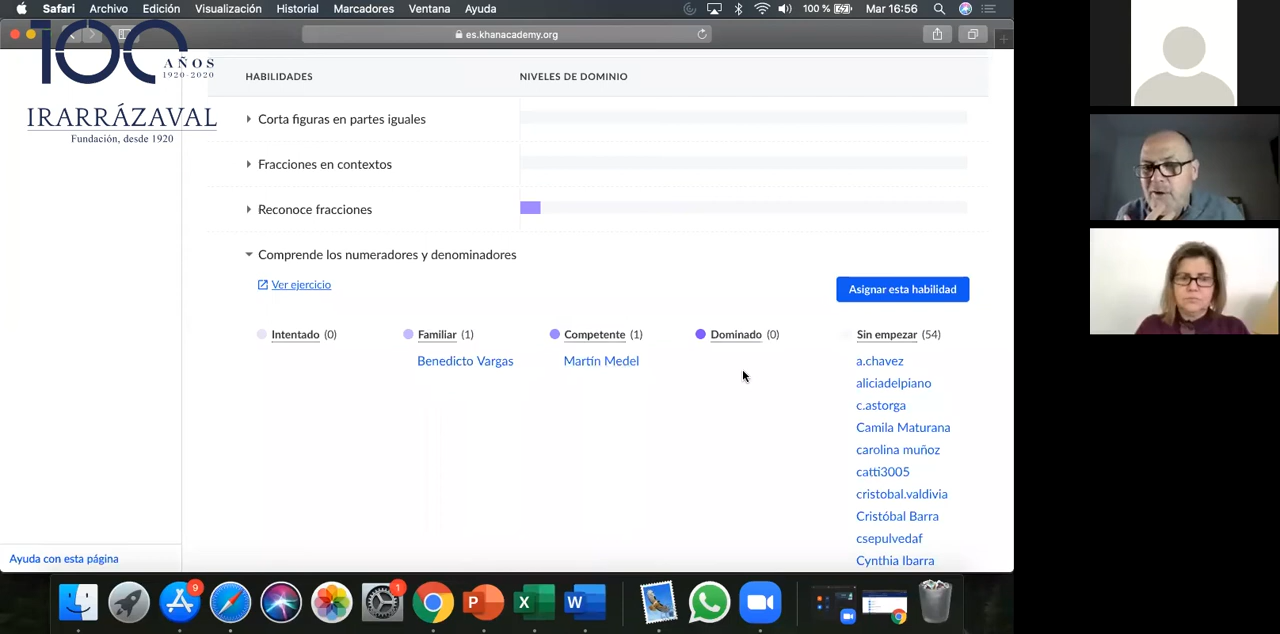 Safari Archivo Edición Visualización Historial Marcadores Ventana Ayuda 100 % Mar 16:56
es.khanacademy.org
100 AÑOS
1920-2020
IRARRÁZAVAL
Fundación, desde 1920
HABILIDADES NIVELES DE DOMINIO
Corta figuras en partes iguales
Fracciones en contextos
Reconoce fracciones
Comprende los numeradores y denominadores
Ver ejercicio Asignar esta habilidad
Intentado (0) Familiar (1) Competente (1) Dominado (0) Sin empezar (54)
Benedicto Vargas Martín Medel a.chavez
aliciadelpiano
c.astorga
Camila Maturana
carolina muñoz
catti3005
cristobal.valdivia
Cristóbal Barra
csepulvedaf
Cynthia Ibarra
Ayuda con esta página
9 1 P X W